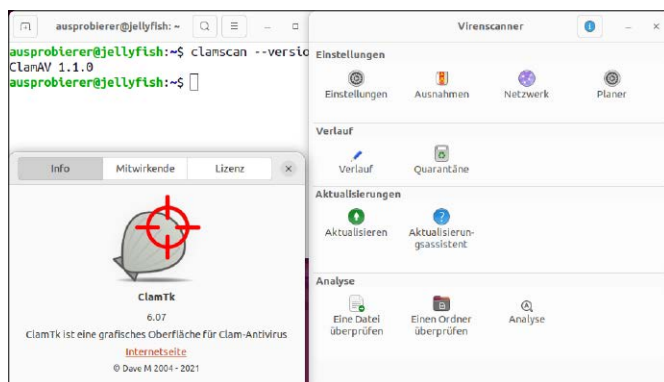 ausprobierer@jellyfish: ~
ausprobierer@jellyfish:~$ clamscan --versio
ClamAV 1.1.0
ausprobierer@jellyfish:~$
Info Mitwirkende Lizenz
ClamTk
6.07
ClamTk ist eine grafisches Oberfläche für Clam-Antivirus
Internetseite
© Dave M 2004 - 2021
Virenscanner
Einstellungen
Einstellungen Ausnahmen Netzwerk Planer
Verlauf
Verlauf Quarantäne
Aktualisierungen
Aktualisieren Aktualisierun-
gsassistent
Analyse
Eine Datei Einen Ordner Analyse
überprüfen überprüfen